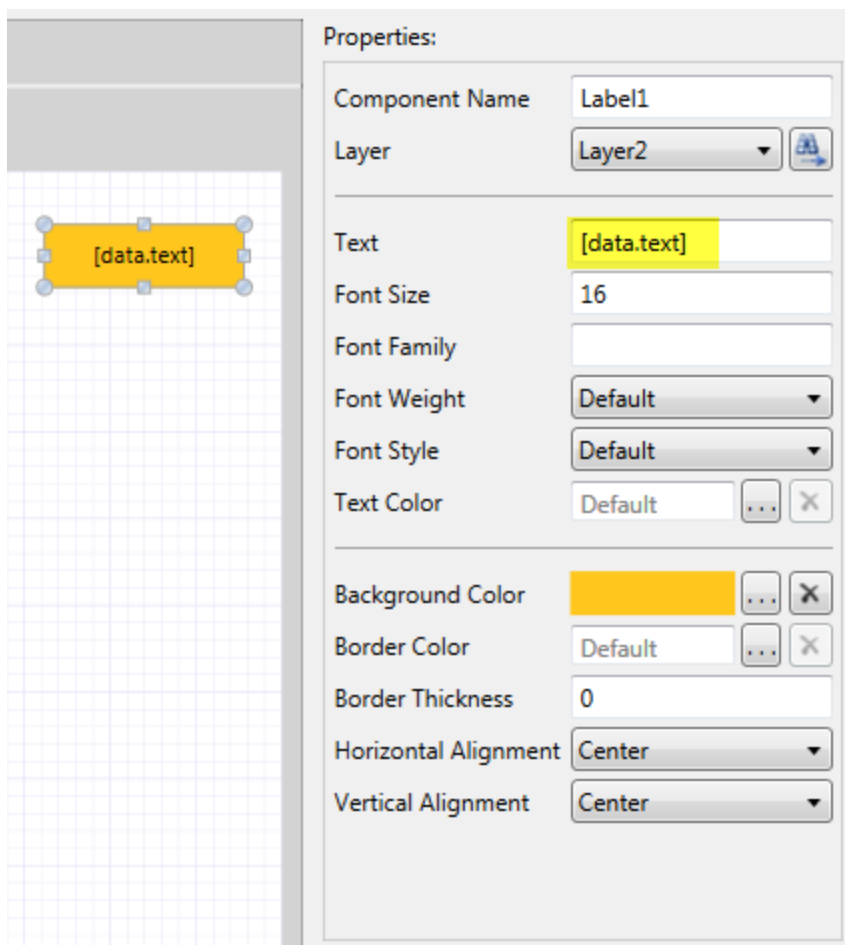 Properties:
Component Name Label1
Layer Layer2
[data.text]
Text [data.text]
Font Size 16
Font Family
Font Weight Default
Font Style Default
Text Color Default ...
Background Color ...
Border Color Default ...
Border Thickness 0
Horizontal Alignment Center
Vertical Alignment Center